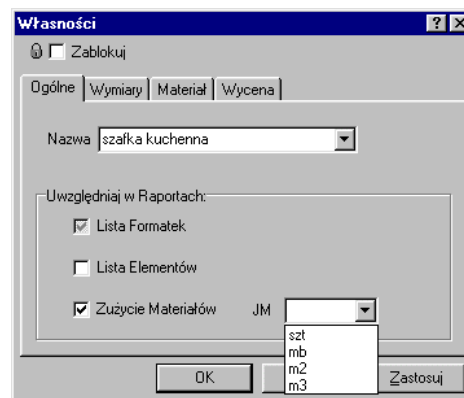 Własności
Zablokuj
Ogólne Wymiary Materiał Wycena
Nazwa szafka kuchenna
Uwzględniaj w Raportach:
Lista Formatek
Lista Elementów
Zużycie Materiałów JM
szt
mb
m2
m3
OK Zastosuj